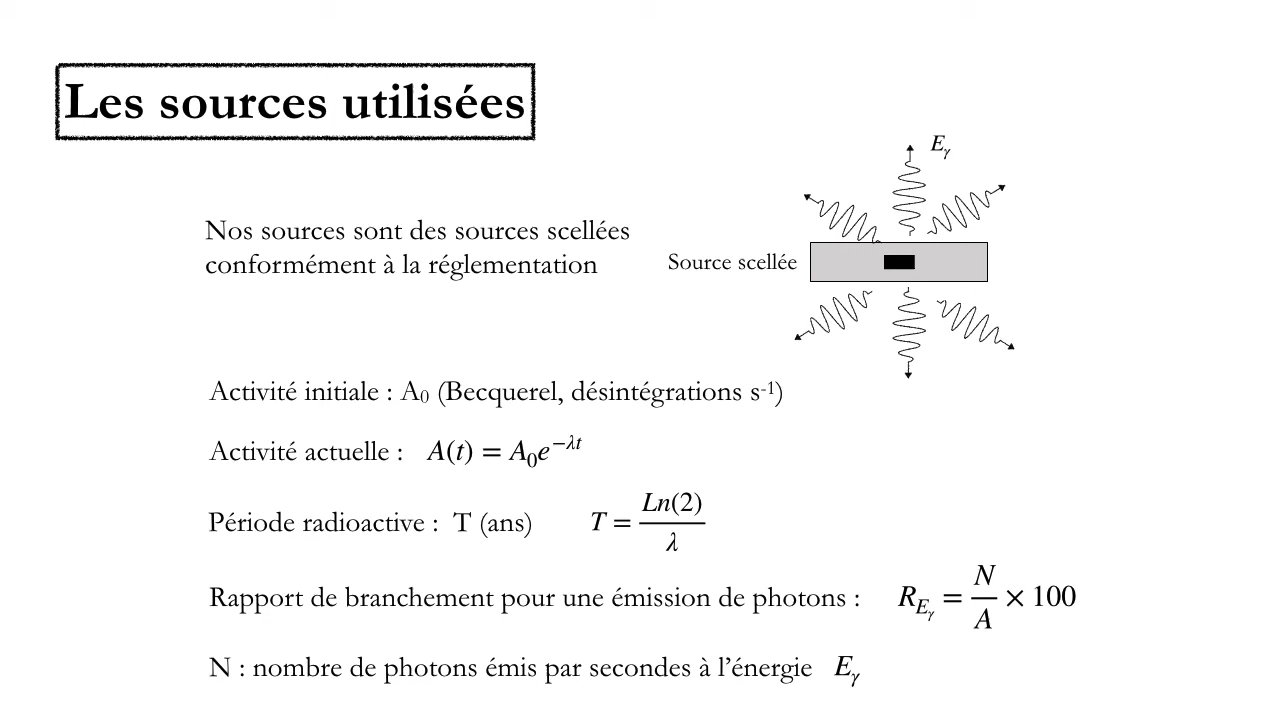 Les sources utilisées
E_γ
Nos sources sont des sources scellées
conformément à la réglementation
Source scellée
Activité initiale : A₀ (Becquerel, désintégrations s⁻¹)
Activité actuelle : A(t) = A₀e^{−λt}
Période radioactive : T (ans) T = \frac{Ln(2)}{λ}
Rapport de branchement pour une émission de photons : R_{E_γ} = \frac{N}{A} × 100
N : nombre de photons émis par secondes à l’énergie E_γ